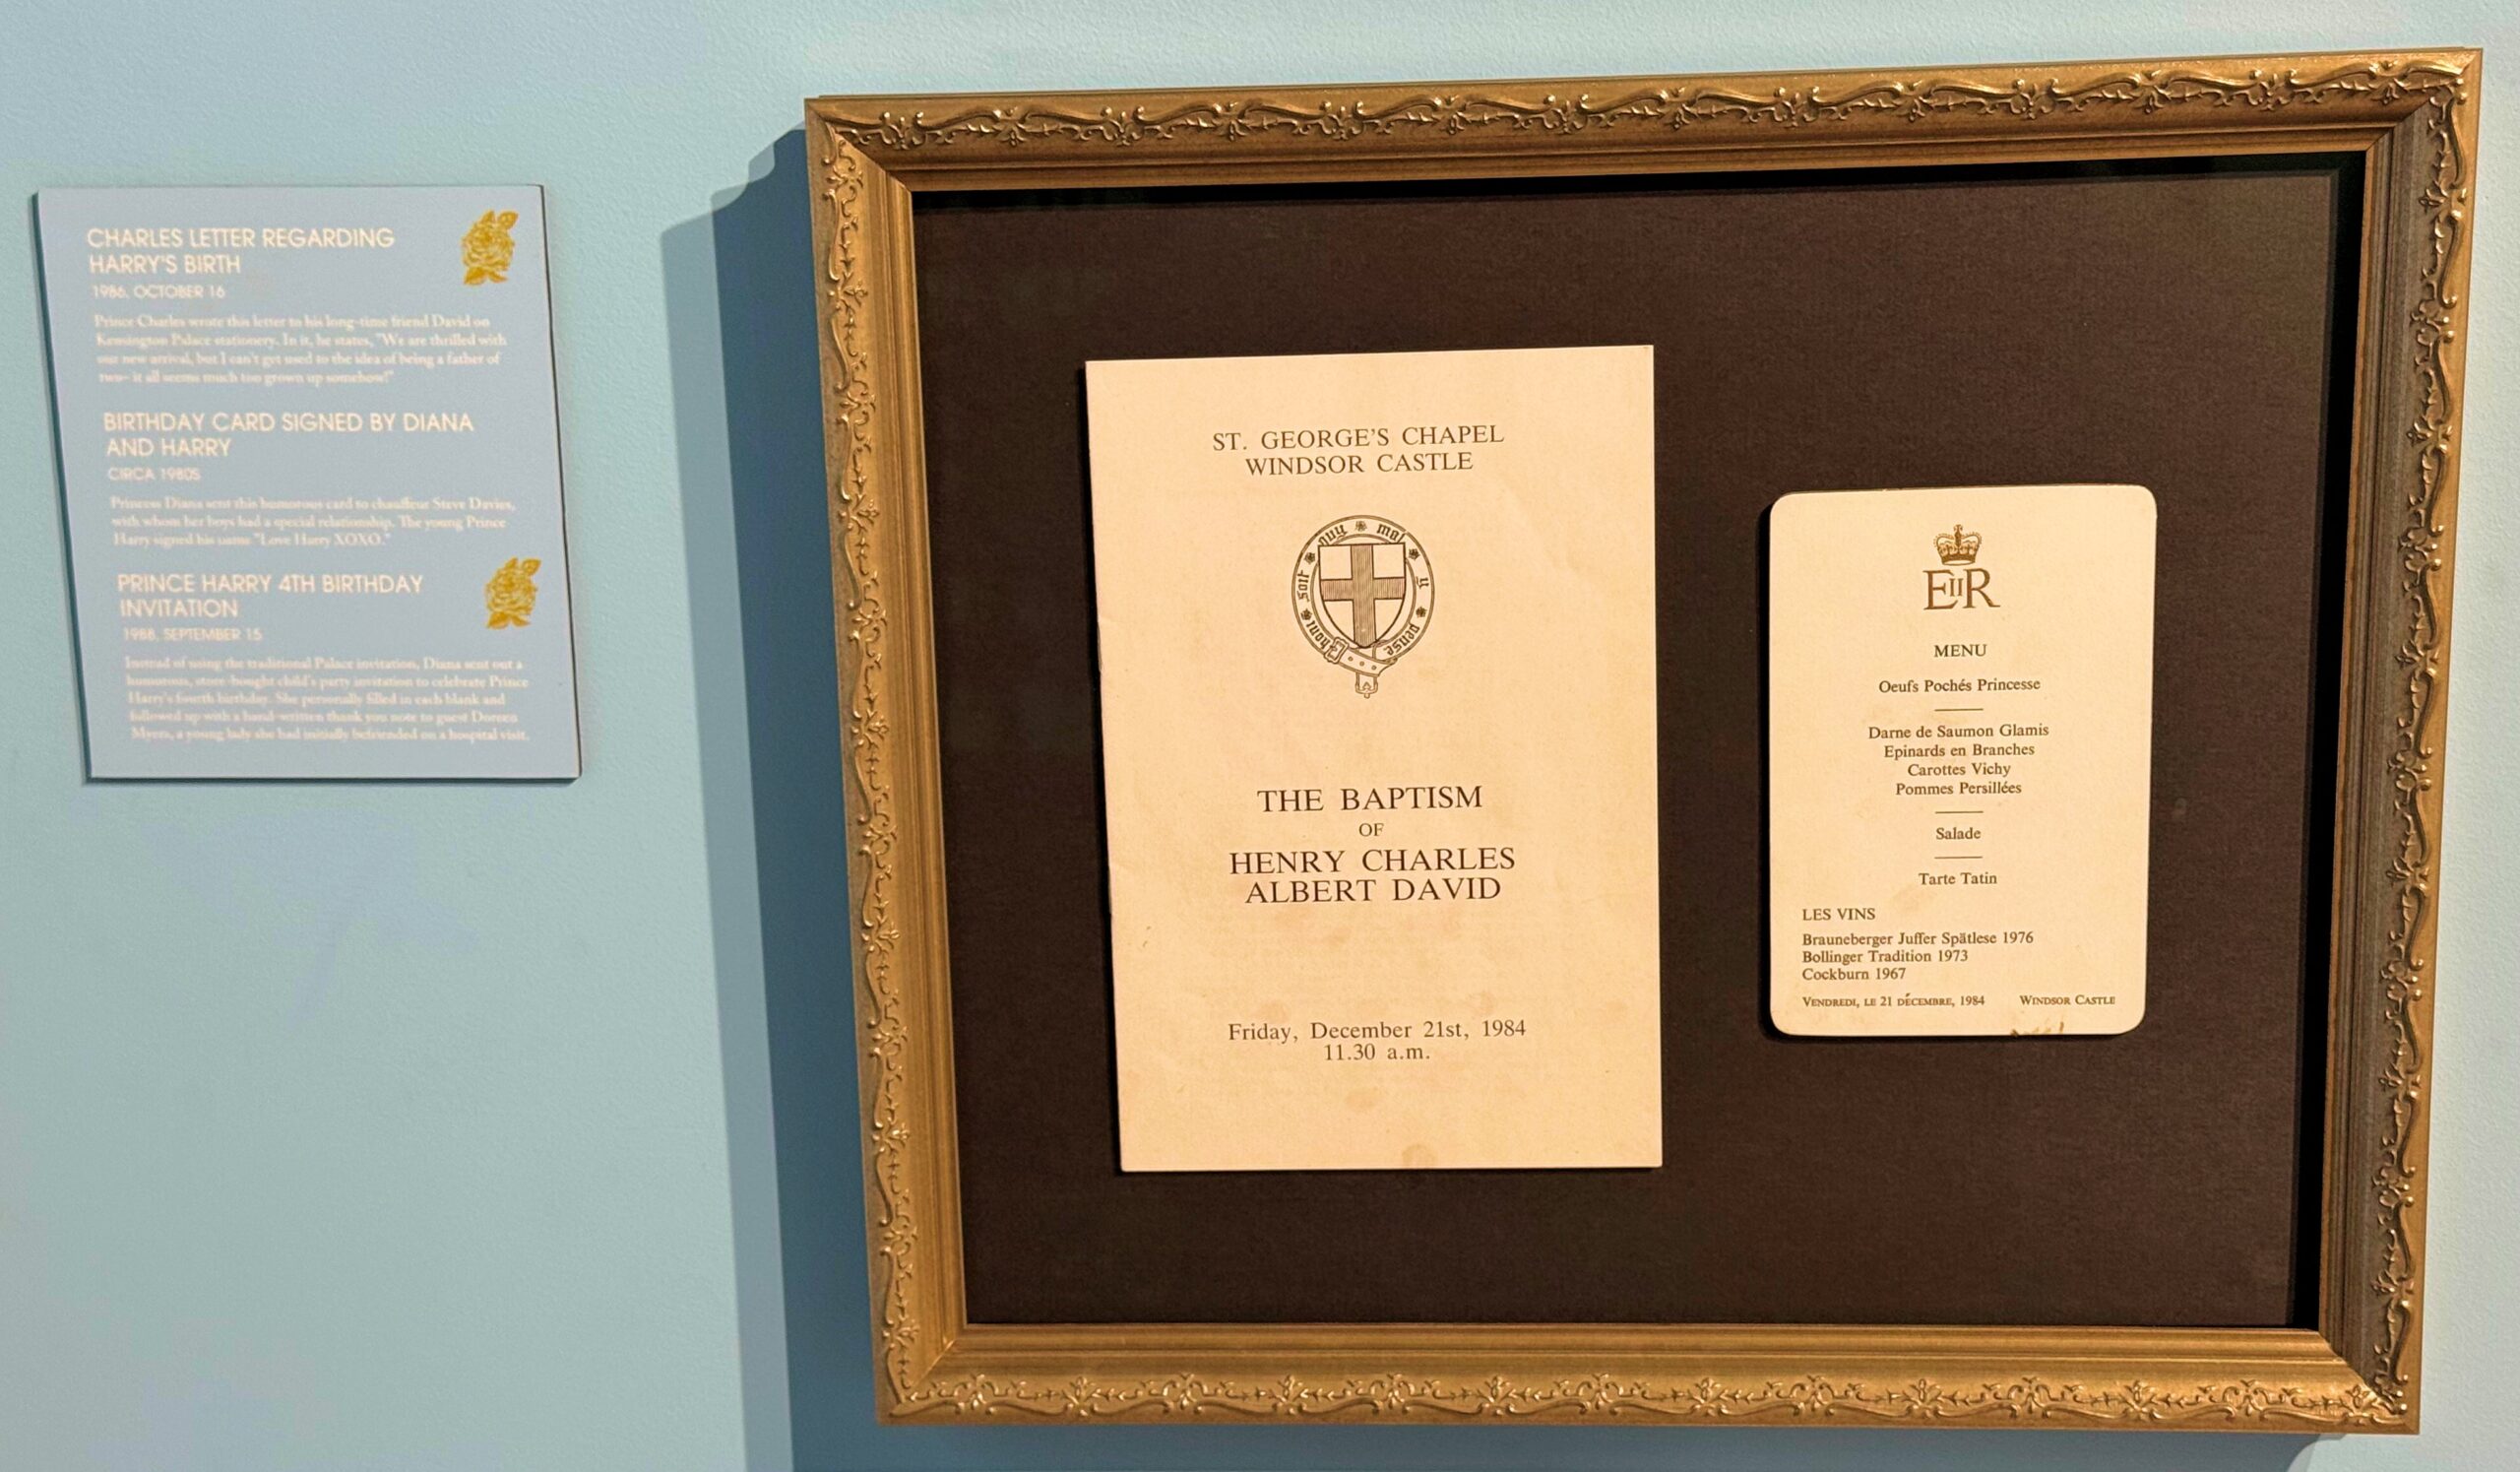 CHARLES LETTER REGARDING
HARRY'S BIRTH
1986, OCTOBER 16
Prince Charles wrote this letter to his long-time friend David on
Kensington Palace stationery. In it, he states, "We are thrilled with
our new arrival, but I can't get used to the idea of being a father of
two- it all seems much too grown up somehow!"
BIRTHDAY CARD SIGNED BY DIANA
AND HARRY
CIRCA 1980S
Princess Diana sent this humorous card to chauffeur Steve Davies,
with whom her boys had a special relationship. The young Prince
Harry signed his name "Love Harry XOXO."
PRINCE HARRY 4TH BIRTHDAY
INVITATION
1988, SEPTEMBER 15
Instead of using the traditional Palace invitation, Diana sent out a
humorous, store-bought child's party invitation to celebrate Prince
Harry's fourth birthday. She personally filled in each blank and
followed up with a hand-written thank you note to guest Doreen
Myers, a young lady she had initially befriended on a hospital visit.
ST. GEORGE'S CHAPEL
WINDSOR CASTLE
honi soit quy mal y pense
THE BAPTISM
OF
HENRY CHARLES
ALBERT DAVID
Friday, December 21st, 1984
11.30 a.m.
EIIR
MENU
Oeufs Pochés Princesse
Darne de Saumon Glamis
Epinards en Branches
Carottes Vichy
Pommes Persillées
Salade
Tarte Tatin
LES VINS
Brauneberger Juffer Spätlese 1976
Bollinger Tradition 1973
Cockburn 1967
VENDREDI, LE 21 DÉCEMBRE, 1984 WINDSOR CASTLE